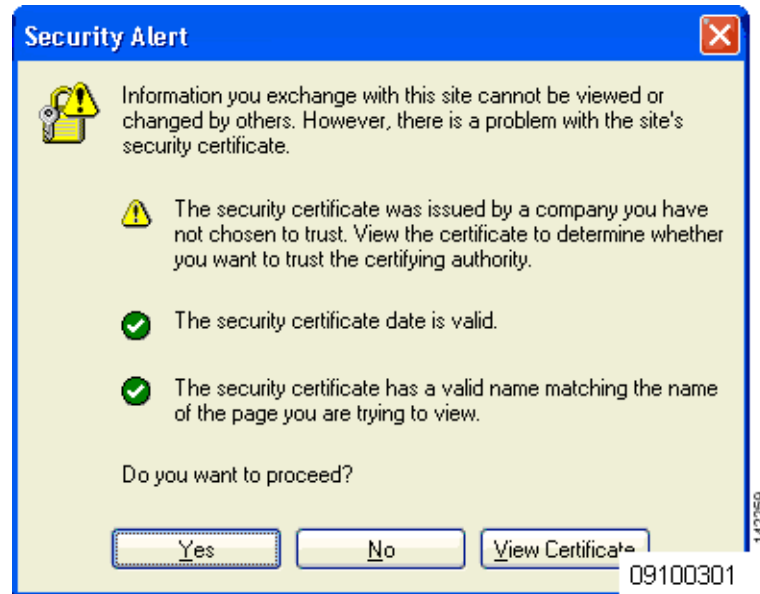 Security Alert
Information you exchange with this site cannot be viewed or
changed by others. However, there is a problem with the site's
security certificate.
The security certificate was issued by a company you have
not chosen to trust. View the certificate to determine whether
you want to trust the certifying authority.
The security certificate date is valid.
The security certificate has a valid name matching the name
of the page you are trying to view.
Do you want to proceed?
Yes
No
View Certificate
09100301